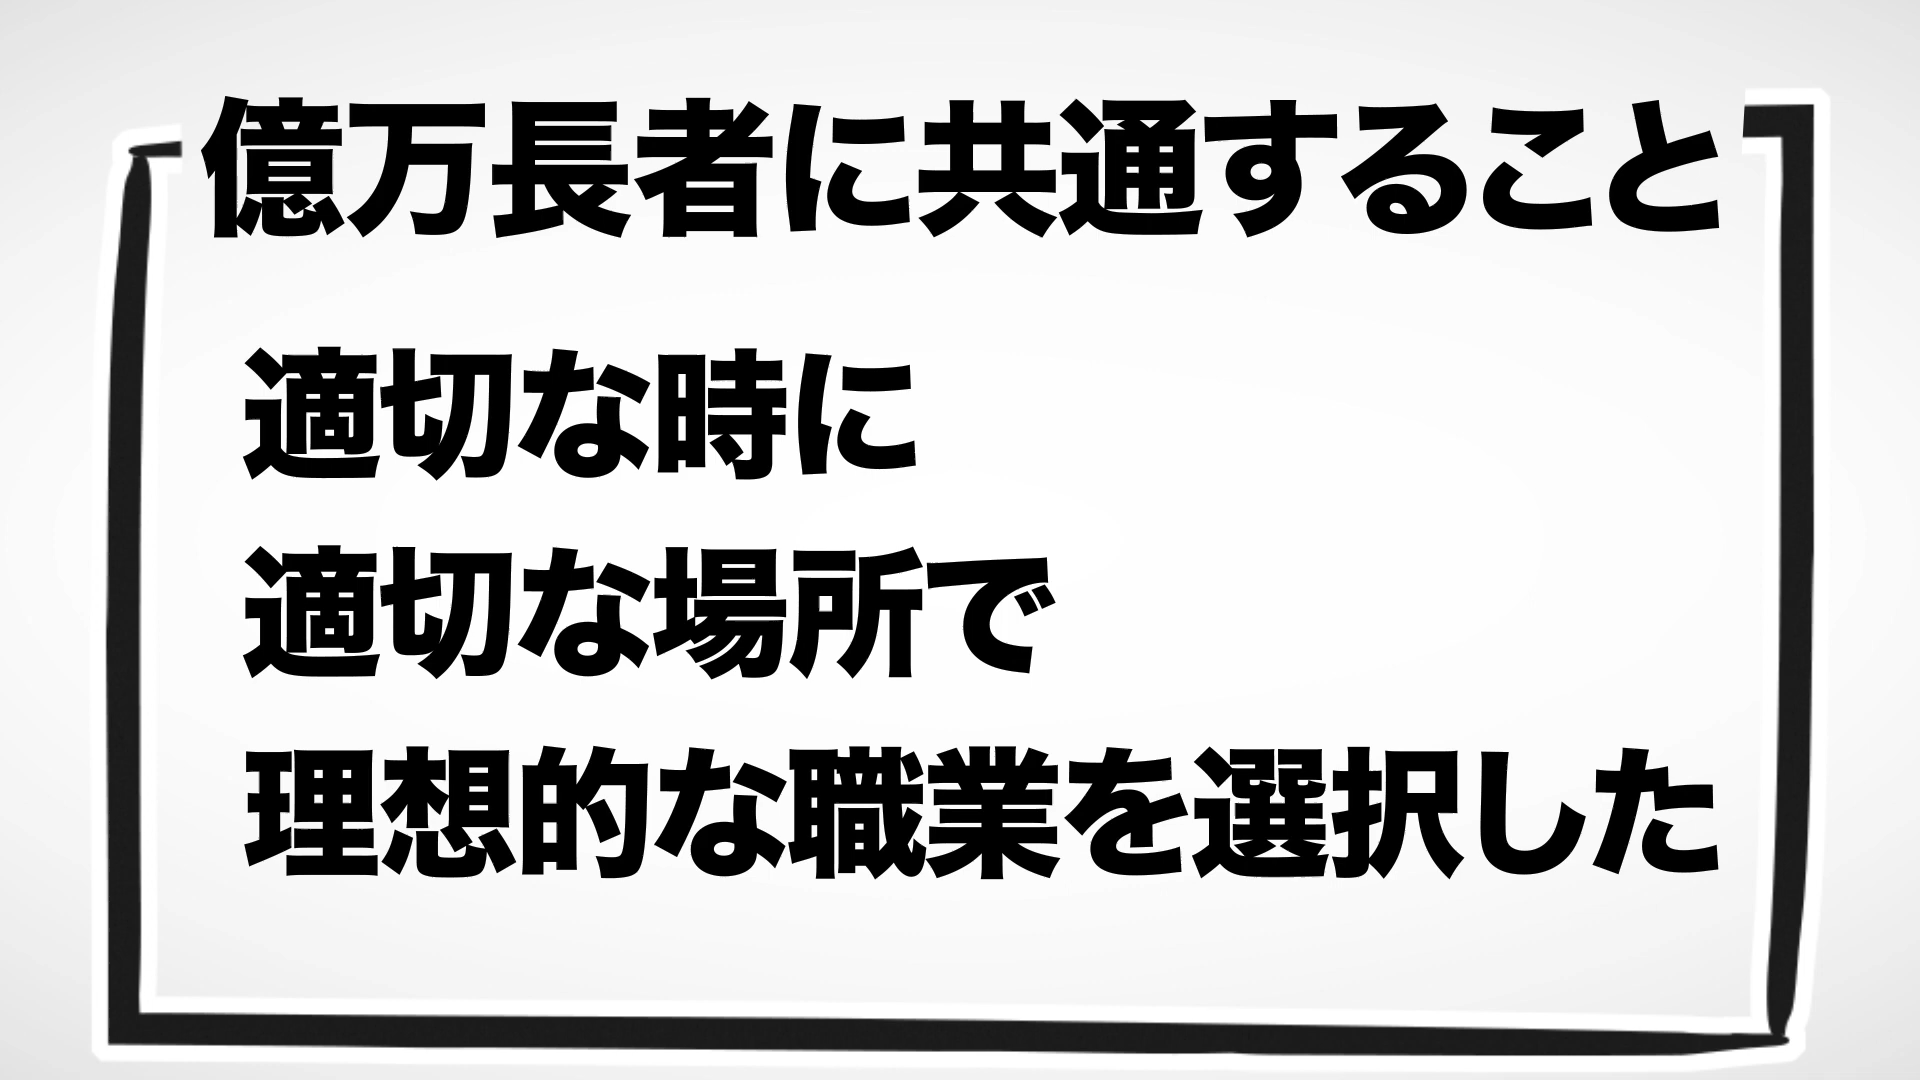 億万長者に共通すること
適切な時に
適切な場所で
理想的な職業を選択した